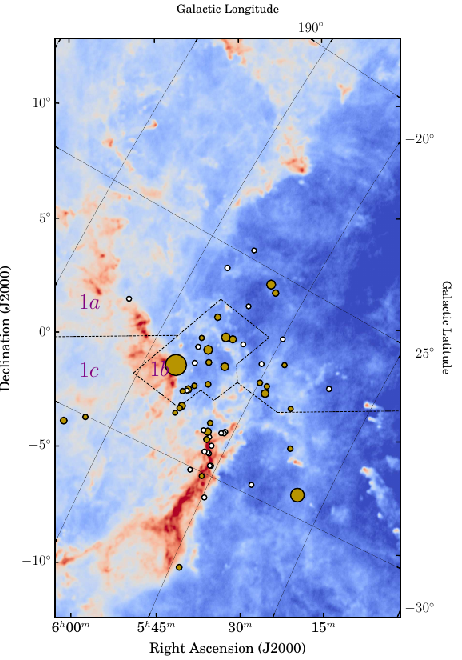 Galactic Longitude
190°
10°
−20°
5°
Declination (J2000)
Galactic Latitude
1a
0°
25°
1c
1b
−5°
−10°
−30°
6ʰ00ᵐ
5ʰ45ᵐ
30ᵐ
15ᵐ
Right Ascension (J2000)